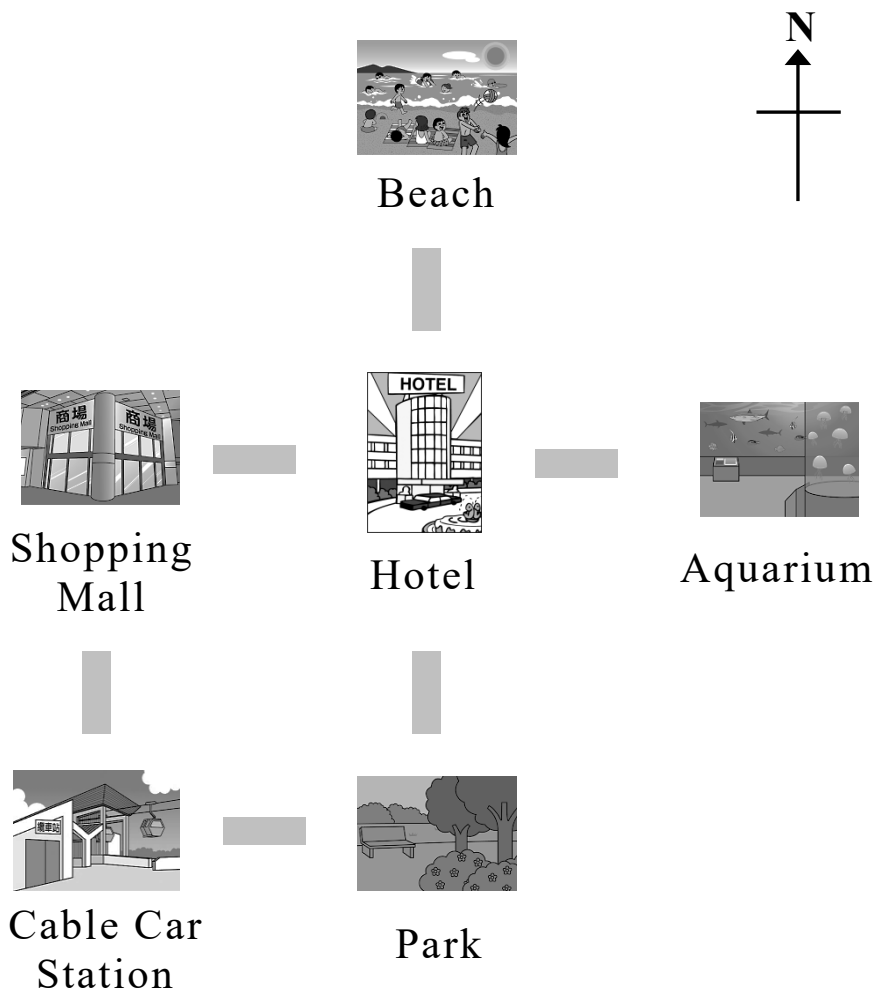 N
Beach
HOTEL
商場
Shopping Mall
商場
Shopping Mall
Shopping
Mall
Hotel
Aquarium
纜車站
Cable Car
Station
Park